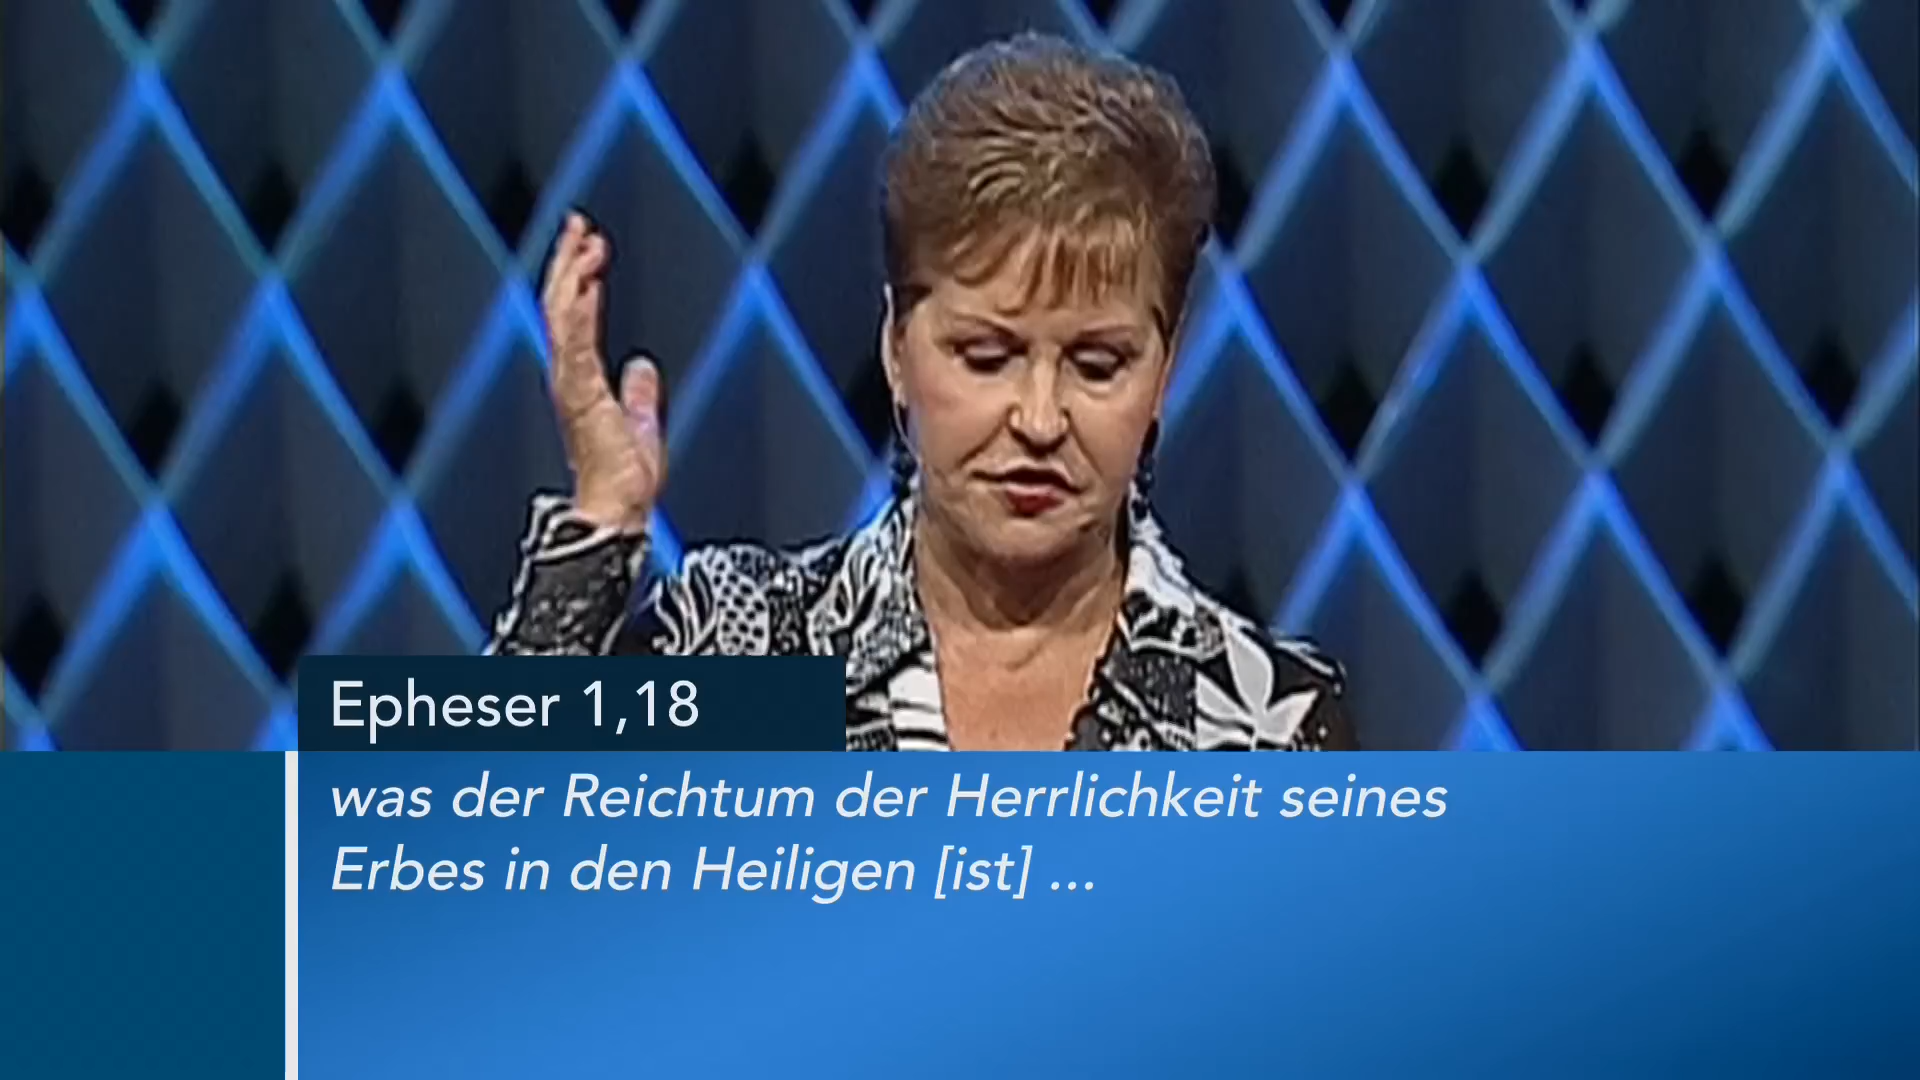 Epheser 1,18
was der Reichtum der Herrlichkeit seines
Erbes in den Heiligen [ist] ...